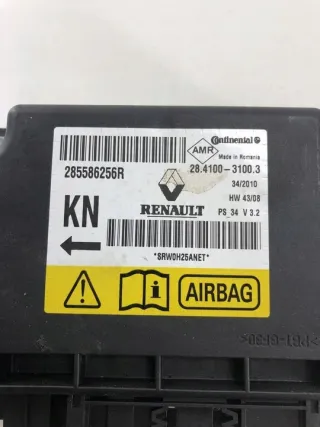 Continental
AMR
Made in Romania
285586256R
28.4100-3100.3
34/2010
HW 43/08
KN
RENAULT
PS_34 V 3.2
*SRW0H25ANET*
AIRBAG